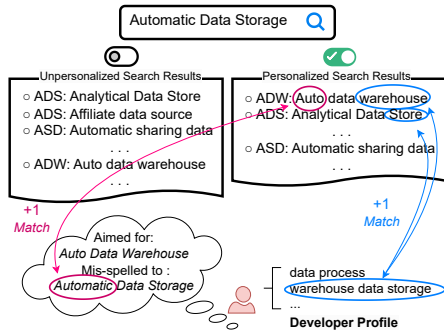 Automatic Data Storage
Unpersonalized Search Results
○ ADS: Analytical Data Store
○ ADS: Affiliate data source
○ ASD: Automatic sharing data
. . .
○ ADW: Auto data warehouse
. . .
Personalized Search Results
○ ADW: Auto data warehouse
○ ADS: Analytical Data Store
. . .
○ ASD: Automatic sharing data
. . .
+1
Match
+1
Match
Aimed for:
Auto Data Warehouse
Mis-spelled to :
Automatic Data Storage
data process
warehouse data storage
...
Developer Profile